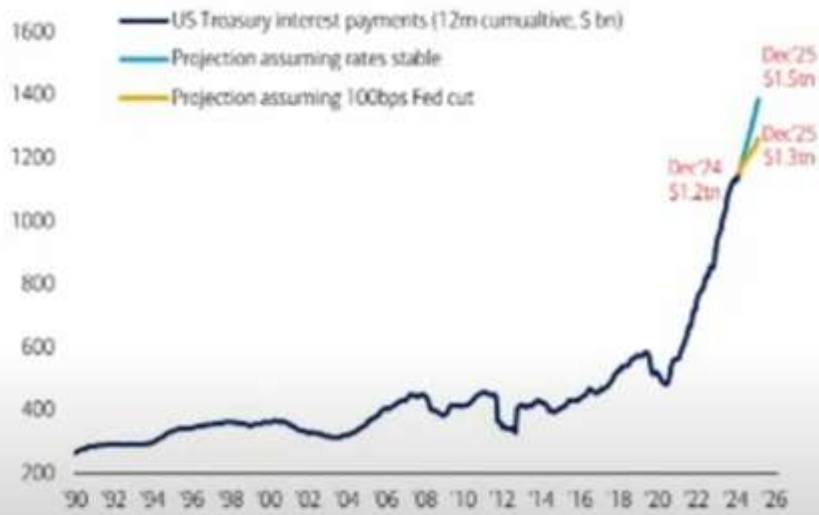 US Treasury interest payments (12m cumualtive, $ bn)
Projection assuming rates stable
Projection assuming 100bps Fed cut
1600
1400
1200
1000
800
600
400
200
Dec'25
$1.5tn
Dec'25
$1.3tn
Dec'24
$1.2tn
'90 '92 '94 '96 '98 '00 '02 '04 '06 '08 '10 '12 '14 '16 '18 '20 '22 '24 '26